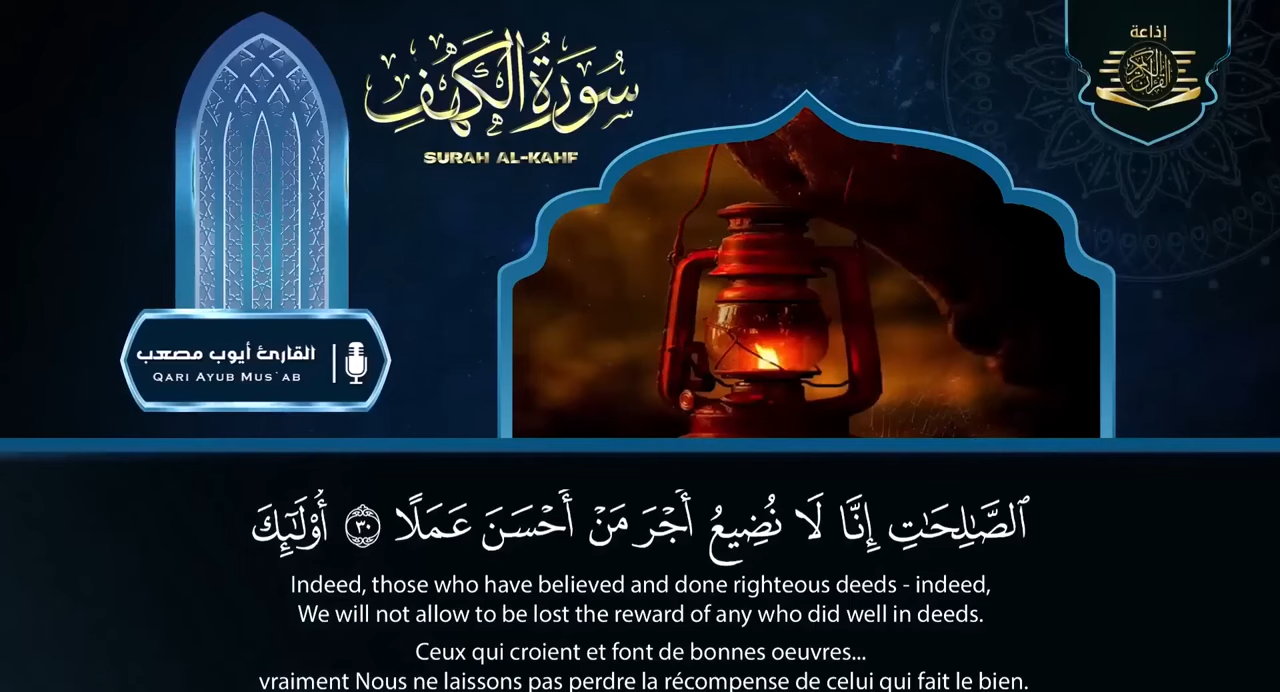 سُورَةُ الكَهْفِ
SURAH AL-KAHF
إذاعة
القرآن الكريم
القارئ أيوب مصعب
QARI AYUB MUS`AB
ٱلصَّـٰلِحَـٰتِ إِنَّا لَا نُضِيعُ أَجْرَ مَنْ أَحْسَنَ عَمَلًا ٣٠ أُو۟لَـٰٓئِكَ
Indeed, those who have believed and done righteous deeds - indeed,
We will not allow to be lost the reward of any who did well in deeds.
Ceux qui croient et font de bonnes oeuvres...
vraiment Nous ne laissons pas perdre la récompense de celui qui fait le bien.